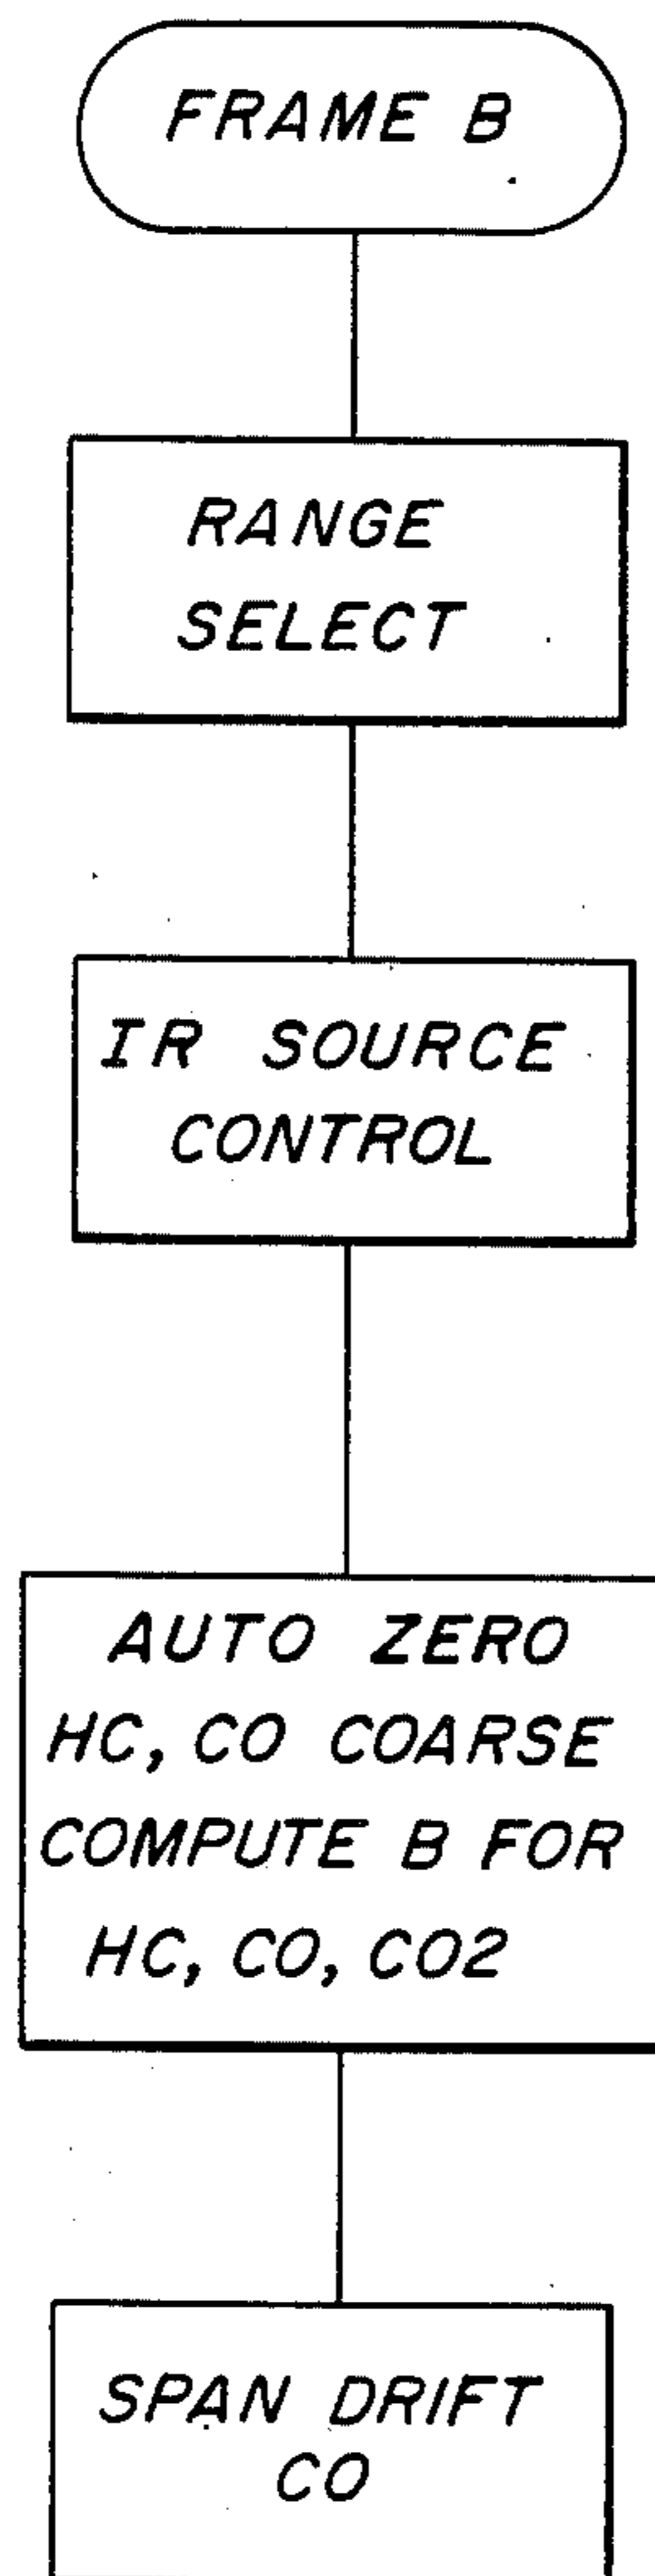 FRAME B
RANGE
SELECT
IR SOURCE
CONTROL
AUTO ZERO
HC, CO COARSE
COMPUTE B FOR
HC, CO, CO2
SPAN DRIFT
CO